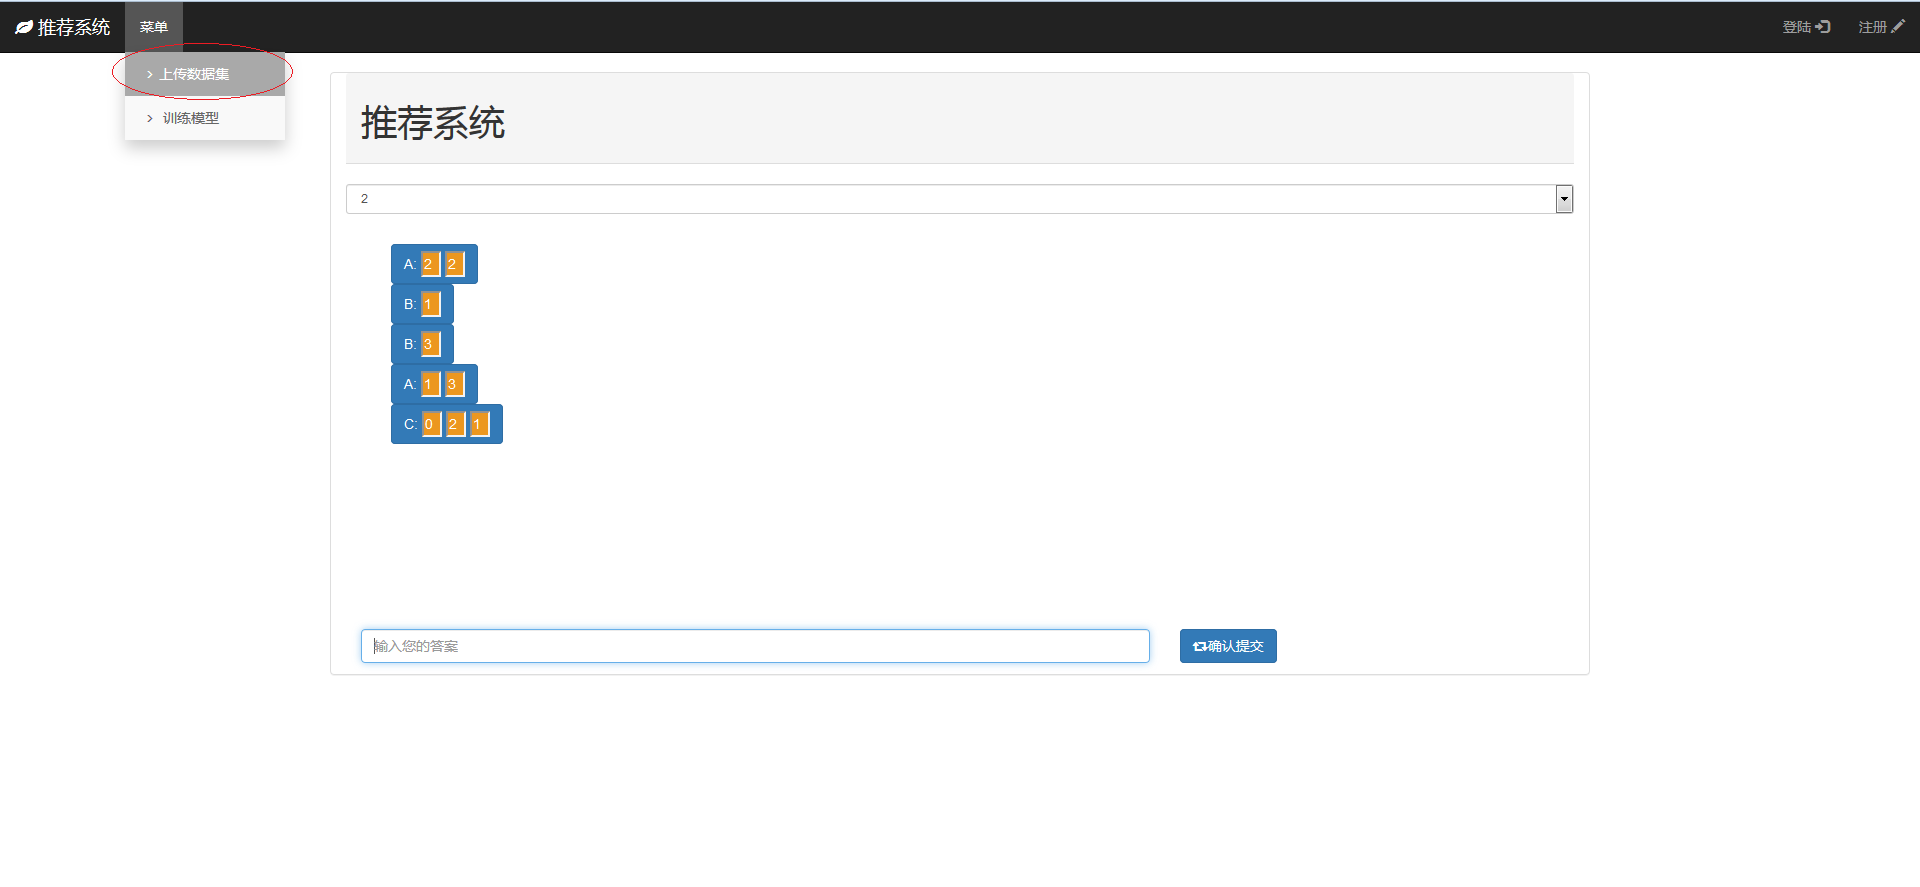 推荐系统 菜单 登陆 注册
上传数据集
训练模型
推荐系统
2
A: 2 2
B: 1
B: 3
A: 1 3
C: 0 2 1
输入您的答案 确认提交